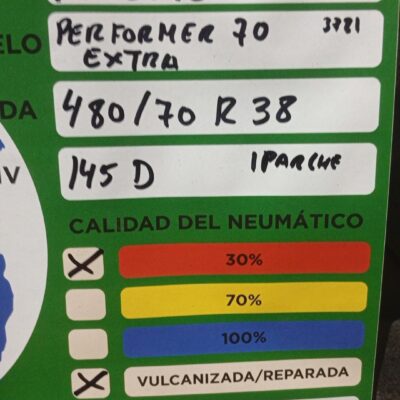 ELO PERFORMER 70 3781
EXTRA
DA 480/70 R 38
IV 145 D 1PARCHE
CALIDAD DEL NEUMÁTICO
30%
70%
100%
VULCANIZADA/REPARADA